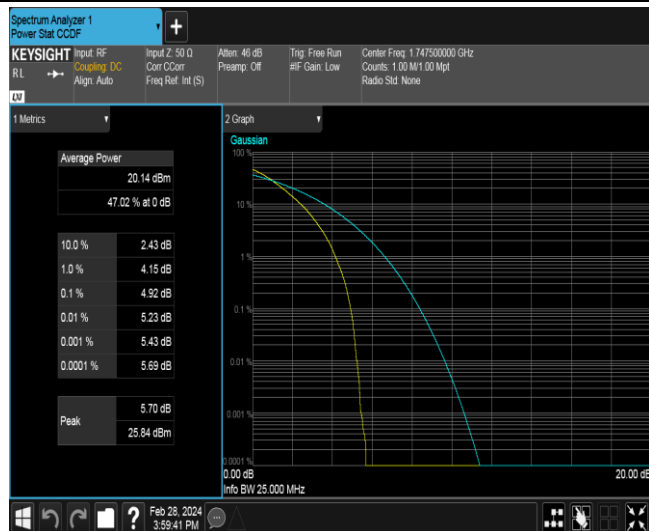 Spectrum Analyzer 1
Power Stat CCDF
+
KEYSIGHT
RL
Input: RF
Coupling: DC
Align: Auto
Input Z: 50 Ω
Corr CCorr
Freq Ref: Int (S)
Atten: 46 dB
Preamp: Off
Trig: Free Run
#IF Gain: Low
Center Freq: 1.747500000 GHz
Counts: 1.00 M/1.00 Mpt
Radio Std: None
LXI
1 Metrics
Average Power
20.14 dBm
47.02 % at 0 dB
10.0 % 2.43 dB
1.0 % 4.15 dB
0.1 % 4.92 dB
0.01 % 5.23 dB
0.001 % 5.43 dB
0.0001 % 5.69 dB
Peak 5.70 dB
25.84 dBm
2 Graph
Gaussian
100 %
10 %
1 %
0.1 %
0.01 %
0.001 %
0.0001 %
0.00 dB 20.00 dB
Info BW 25.000 MHz
?
Feb 28, 2024
3:59:41 PM